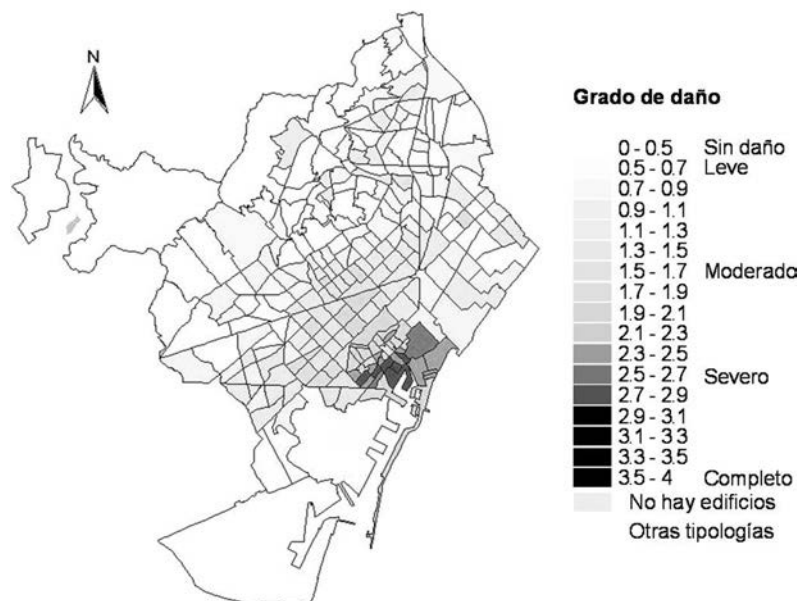 N
Grado de daño
0 - 0.5 Sin daño
0.5 - 0.7 Leve
0.7 - 0.9
0.9 - 1.1
1.1 - 1.3
1.3 - 1.5
1.5 - 1.7 Moderado
1.7 - 1.9
1.9 - 2.1
2.1 - 2.3
2.3 - 2.5
2.5 - 2.7 Severo
2.7 - 2.9
2.9 - 3.1
3.1 - 3.3
3.3 - 3.5
3.5 - 4 Completo
No hay edificios
Otras tipologías